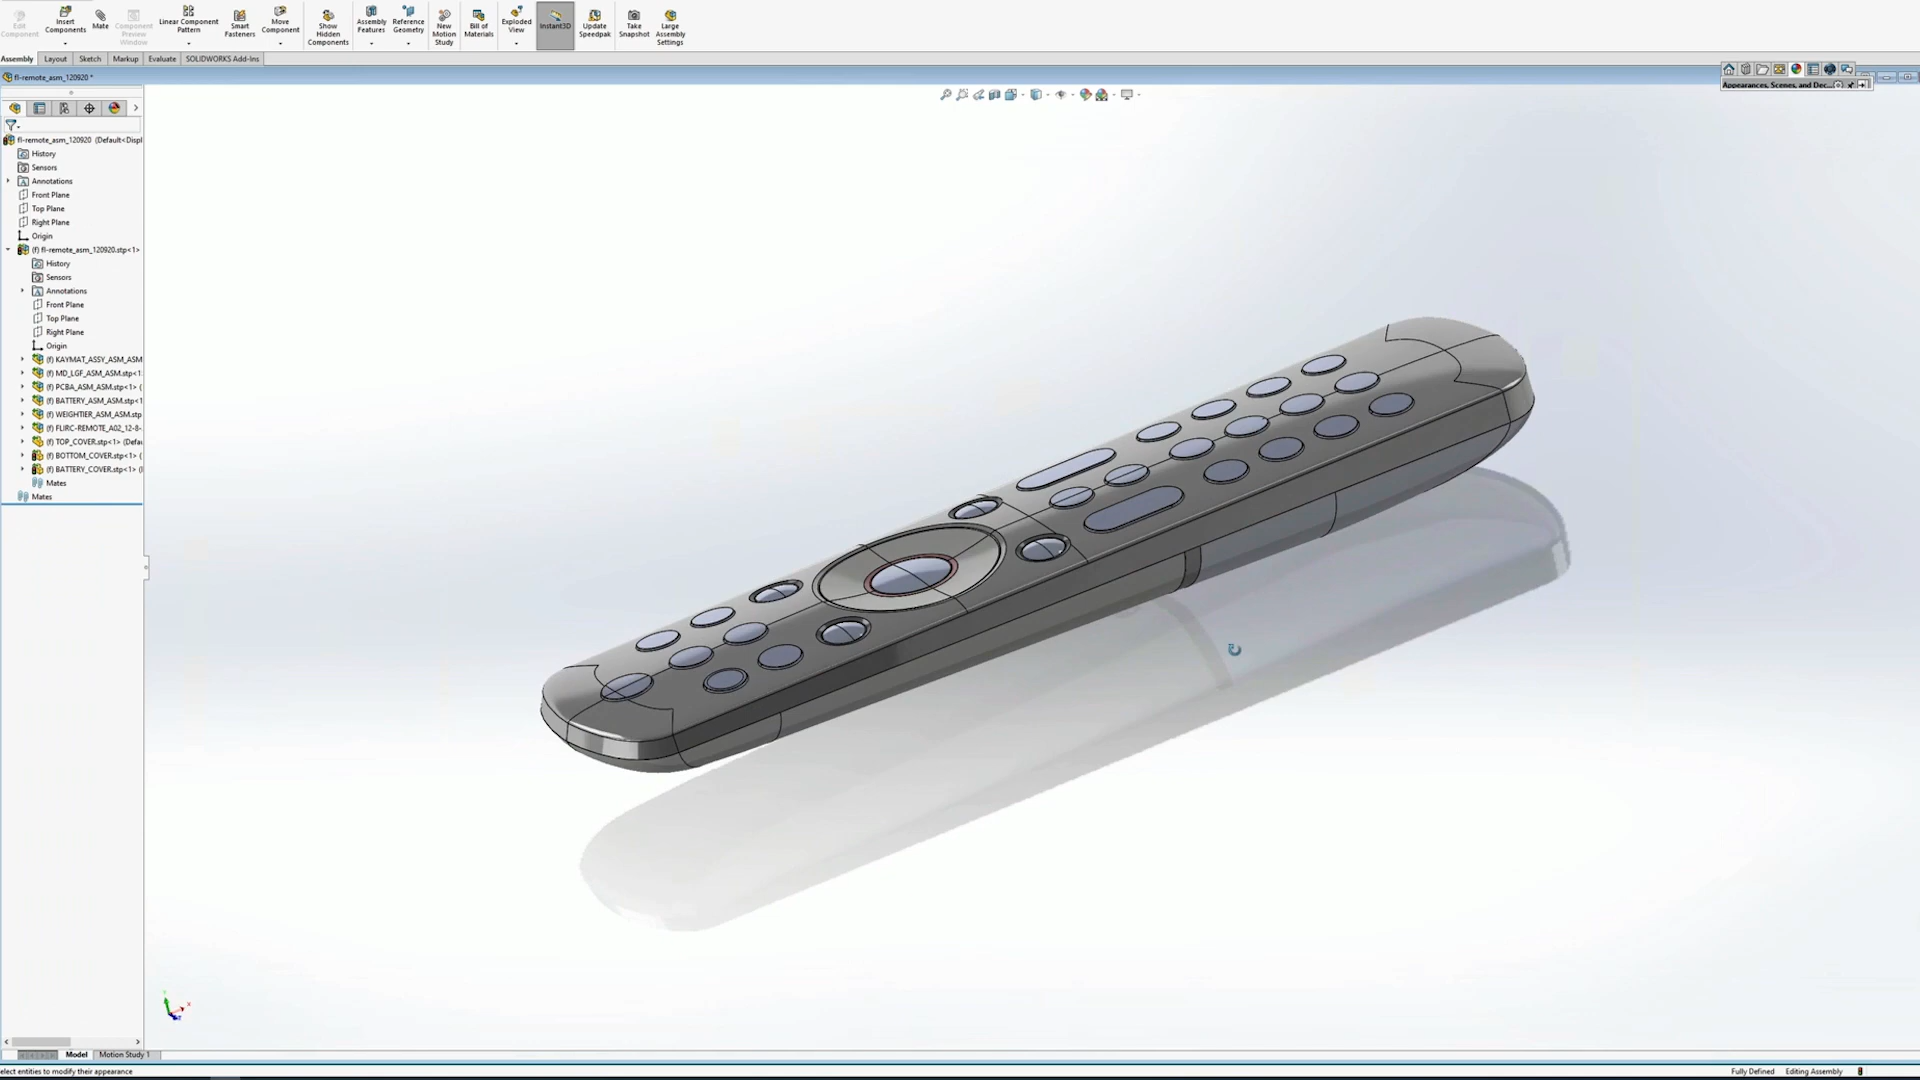 Edit Component
Insert Components
Mate
Component Preview Window
Linear Component Pattern
Smart Fasteners
Move Component
Show Hidden Components
Assembly Features
Reference Geometry
New Motion Study
Bill of Materials
Exploded View
Instant3D
Update Speedpak
Take Snapshot
Large Assembly Settings
Assembly Layout Sketch Markup Evaluate SOLIDWORKS Add-Ins
fl-remote_asm_120920 *
Appearances, Scenes, and Dec...
fl-remote_asm_120920 (Default<Displ
History
Sensors
Annotations
Front Plane
Top Plane
Right Plane
Origin
(f) fl-remote_asm_120920.stp<1>
History
Sensors
Annotations
Front Plane
Top Plane
Right Plane
Origin
(f) KAYMAT_ASSY_ASM_ASM
(f) MD_LGF_ASM_ASM.stp<1
(f) PCBA_ASM_ASM.stp<1> (
(f) BATTERY_ASM_ASM.stp<1
(f) WEIGHTIER_ASM_ASM.stp
(f) FLIRC-REMOTE_A02_12-8-
(f) TOP_COVER.stp<1> (Defau
(f) BOTTOM_COVER.stp<1> (
(f) BATTERY_COVER.stp<1> (
Mates
Mates
Model Motion Study 1
elect entities to modify their appearance
Fully Defined Editing Assembly